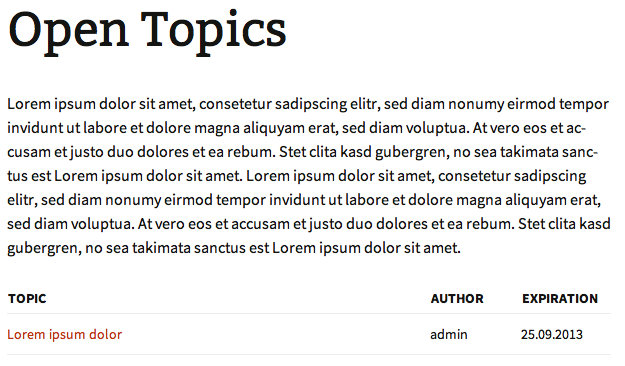 Open Topics
Lorem ipsum dolor sit amet, consetetur sadipscing elitr, sed diam nonumy eirmod tempor
invidunt ut labore et dolore magna aliquyam erat, sed diam voluptua. At vero eos et ac-
cusam et justo duo dolores et ea rebum. Stet clita kasd gubergren, no sea takimata sanc-
tus est Lorem ipsum dolor sit amet. Lorem ipsum dolor sit amet, consetetur sadipscing
elitr, sed diam nonumy eirmod tempor invidunt ut labore et dolore magna aliquyam erat,
sed diam voluptua. At vero eos et accusam et justo duo dolores et ea rebum. Stet clita kasd
gubergren, no sea takimata sanctus est Lorem ipsum dolor sit amet.
TOPIC AUTHOR EXPIRATION
Lorem ipsum dolor admin 25.09.2013